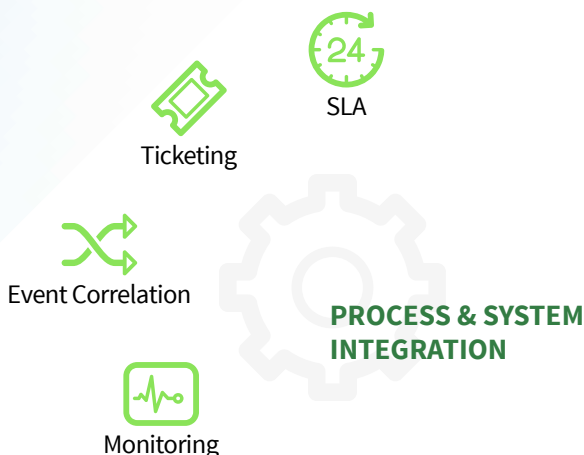 24
SLA
Ticketing
Event Correlation
PROCESS & SYSTEM
INTEGRATION
Monitoring